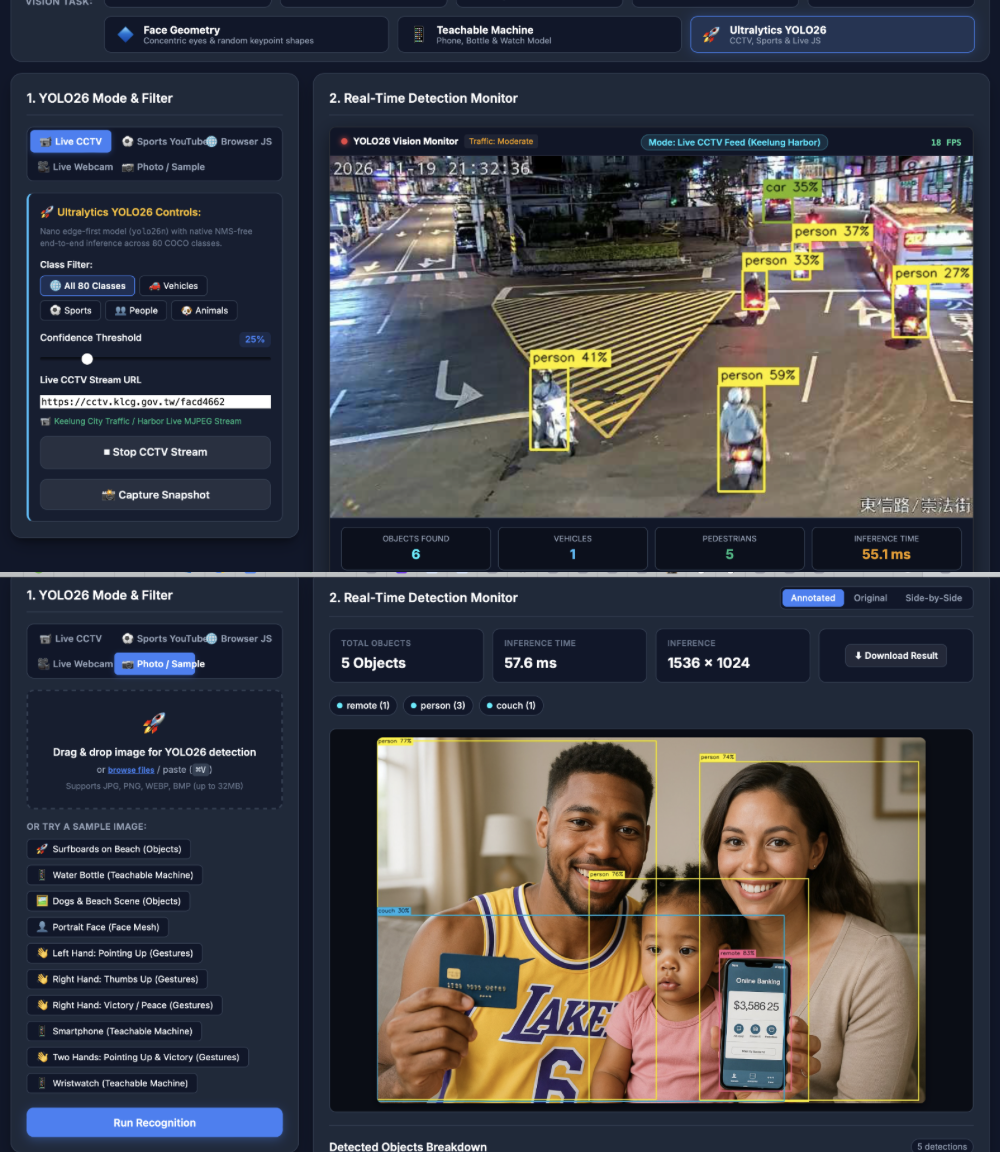 VISION TASK:
Face Geometry
Concentric eyes & random keypoint shapes
Teachable Machine
Phone, Bottle & Watch Model
Ultralytics YOLO26
CCTV, Sports & Live JS
1. YOLO26 Mode & Filter
Live CCTV
Sports YouTube
Browser JS
Live Webcam
Photo / Sample
Ultralytics YOLO26 Controls:
Nano edge-first model (yolo26n) with native NMS-free
end-to-end inference across 80 COCO classes.
Class Filter:
All 80 Classes
Vehicles
Sports
People
Animals
Confidence Threshold
25%
Live CCTV Stream URL
https://cctv.klcg.gov.tw/facd4662
Keelung City Traffic / Harbor Live MJPEG Stream
■ Stop CCTV Stream
Capture Snapshot
2. Real-Time Detection Monitor
YOLO26 Vision Monitor
Traffic: Moderate
Mode: Live CCTV Feed (Keelung Harbor)
18 FPS
2026-11-19 21:32:36
car 35%
person 37%
person 33%
person 27%
person 41%
person 59%
東信路/崇法街
OBJECTS FOUND
6
VEHICLES
1
PEDESTRIANS
5
INFERENCE TIME
55.1 ms
1. YOLO26 Mode & Filter
Live CCTV
Sports YouTube
Browser JS
Live Webcam
Photo / Sample
Drag & drop image for YOLO26 detection
or browse files / paste (⌘V)
Supports JPG, PNG, WEBP, BMP (up to 32MB)
OR TRY A SAMPLE IMAGE:
Surfboards on Beach (Objects)
Water Bottle (Teachable Machine)
Dogs & Beach Scene (Objects)
Portrait Face (Face Mesh)
Left Hand: Pointing Up (Gestures)
Right Hand: Thumbs Up (Gestures)
Right Hand: Victory / Peace (Gestures)
Smartphone (Teachable Machine)
Two Hands: Pointing Up & Victory (Gestures)
Wristwatch (Teachable Machine)
Run Recognition
2. Real-Time Detection Monitor
Annotated
Original
Side-by-Side
TOTAL OBJECTS
5 Objects
INFERENCE TIME
57.6 ms
INFERENCE
1536 × 1024
⬇ Download Result
remote (1)
person (3)
couch (1)
person 77%
person 74%
person 76%
couch 30%
LAKE
6
Online Banking
$3,586.25
Detected Objects Breakdown
5 detections